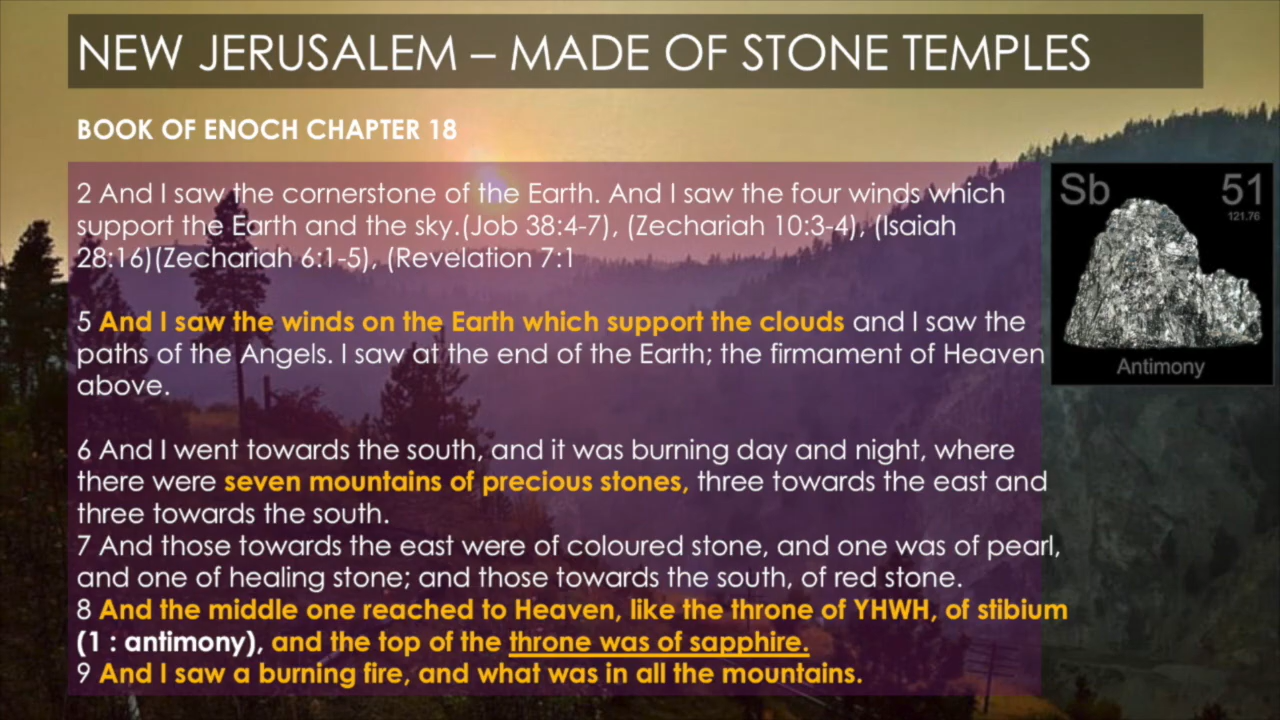 NEW JERUSALEM – MADE OF STONE TEMPLES
BOOK OF ENOCH CHAPTER 18
2 And I saw the cornerstone of the Earth. And I saw the four winds which
support the Earth and the sky.(Job 38:4-7), (Zechariah 10:3-4), (Isaiah
28:16)(Zechariah 6:1-5), (Revelation 7:1
5 And I saw the winds on the Earth which support the clouds and I saw the
paths of the Angels. I saw at the end of the Earth; the firmament of Heaven
above.
6 And I went towards the south, and it was burning day and night, where
there were seven mountains of precious stones, three towards the east and
three towards the south.
7 And those towards the east were of coloured stone, and one was of pearl,
and one of healing stone; and those towards the south, of red stone.
8 And the middle one reached to Heaven, like the throne of YHWH, of stibium
(1 : antimony), and the top of the throne was of sapphire.
9 And I saw a burning fire, and what was in all the mountains.
Sb 51
121.76
Antimony